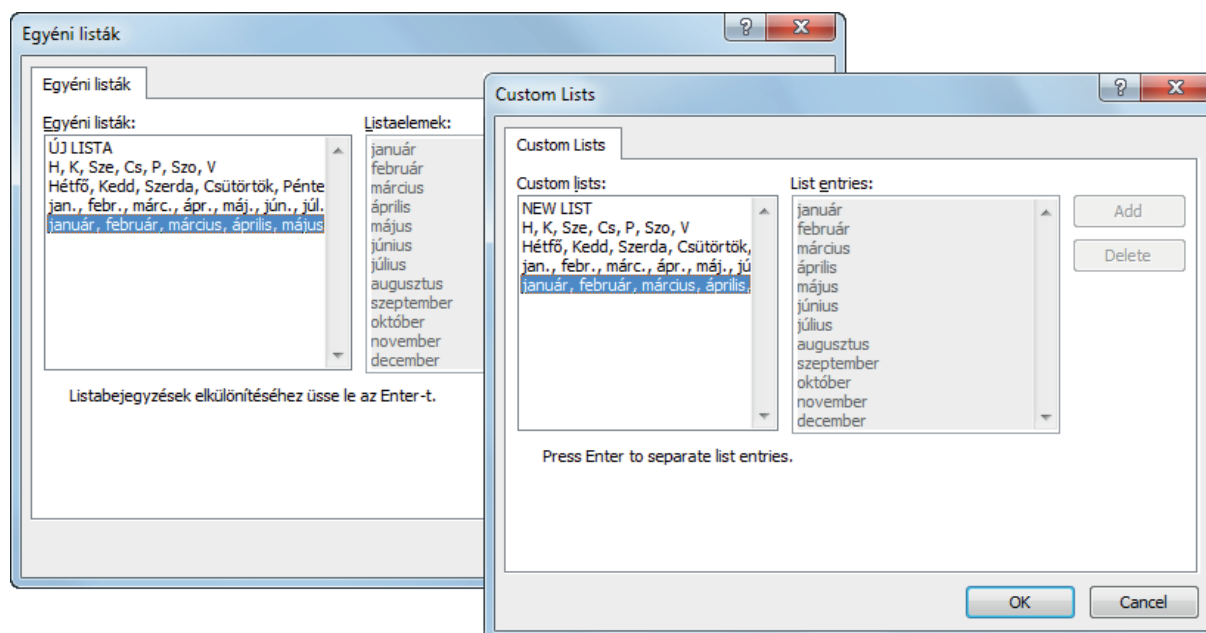 Egyéni listák
Egyéni listák
Egyéni listák:
ÚJ LISTA
H, K, Sze, Cs, P, Szo, V
Hétfő, Kedd, Szerda, Csütörtök, Pénte
jan., febr., márc., ápr., máj., jún., júl.
január, február, március, április, május
Listaelemek:
január
február
március
április
május
június
július
augusztus
szeptember
október
november
december
Listabejegyzések elkülönítéséhez üsse le az Enter-t.
Custom Lists
Custom Lists
Custom lists:
NEW LIST
H, K, Sze, Cs, P, Szo, V
Hétfő, Kedd, Szerda, Csütörtök,
jan., febr., márc., ápr., máj., jú
január, február, március, április,
List entries:
január
február
március
április
május
június
július
augusztus
szeptember
október
november
december
Add
Delete
Press Enter to separate list entries.
OK
Cancel